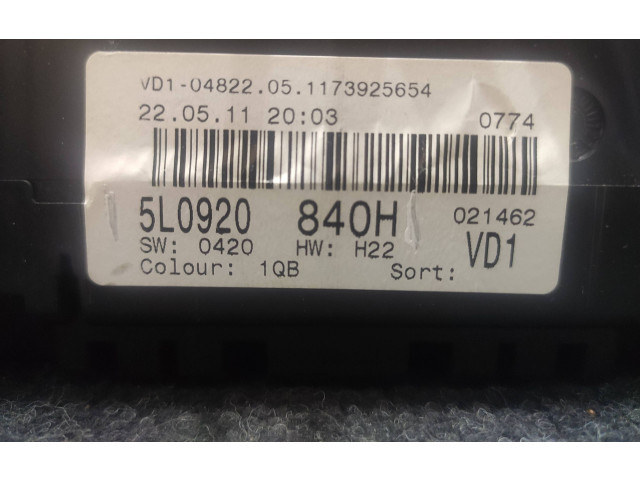 VD1-04822.05.1173925654
22.05.11 20:03 0774
5L0920 840H 021462
SW: 0420 HW: H22 VD1
Colour: 1QB Sort: